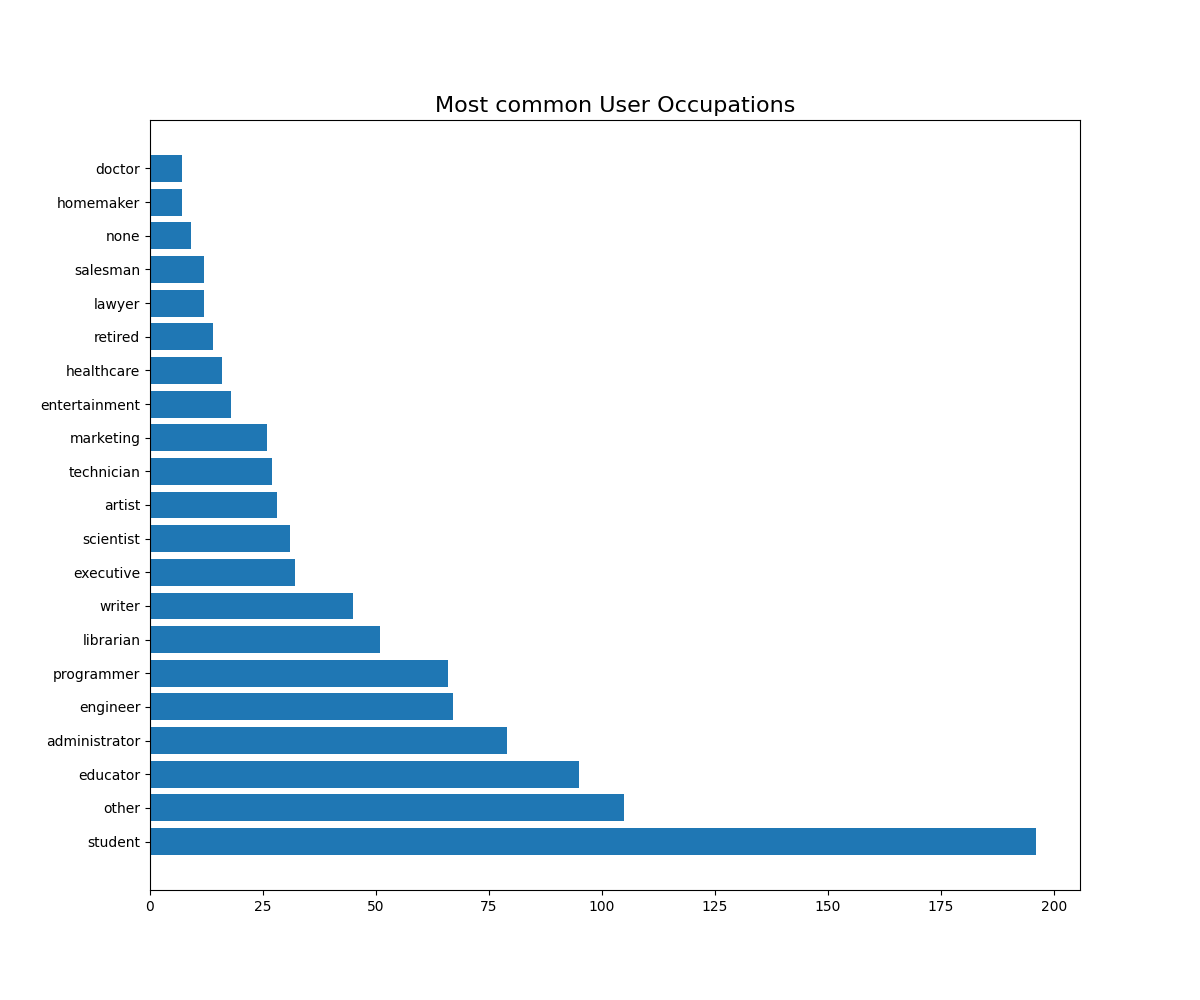 Most common User Occupations
doctor
homemaker
none
salesman
lawyer
retired
healthcare
entertainment
marketing
technician
artist
scientist
executive
writer
librarian
programmer
engineer
administrator
educator
other
student
0 25 50 75 100 125 150 175 200